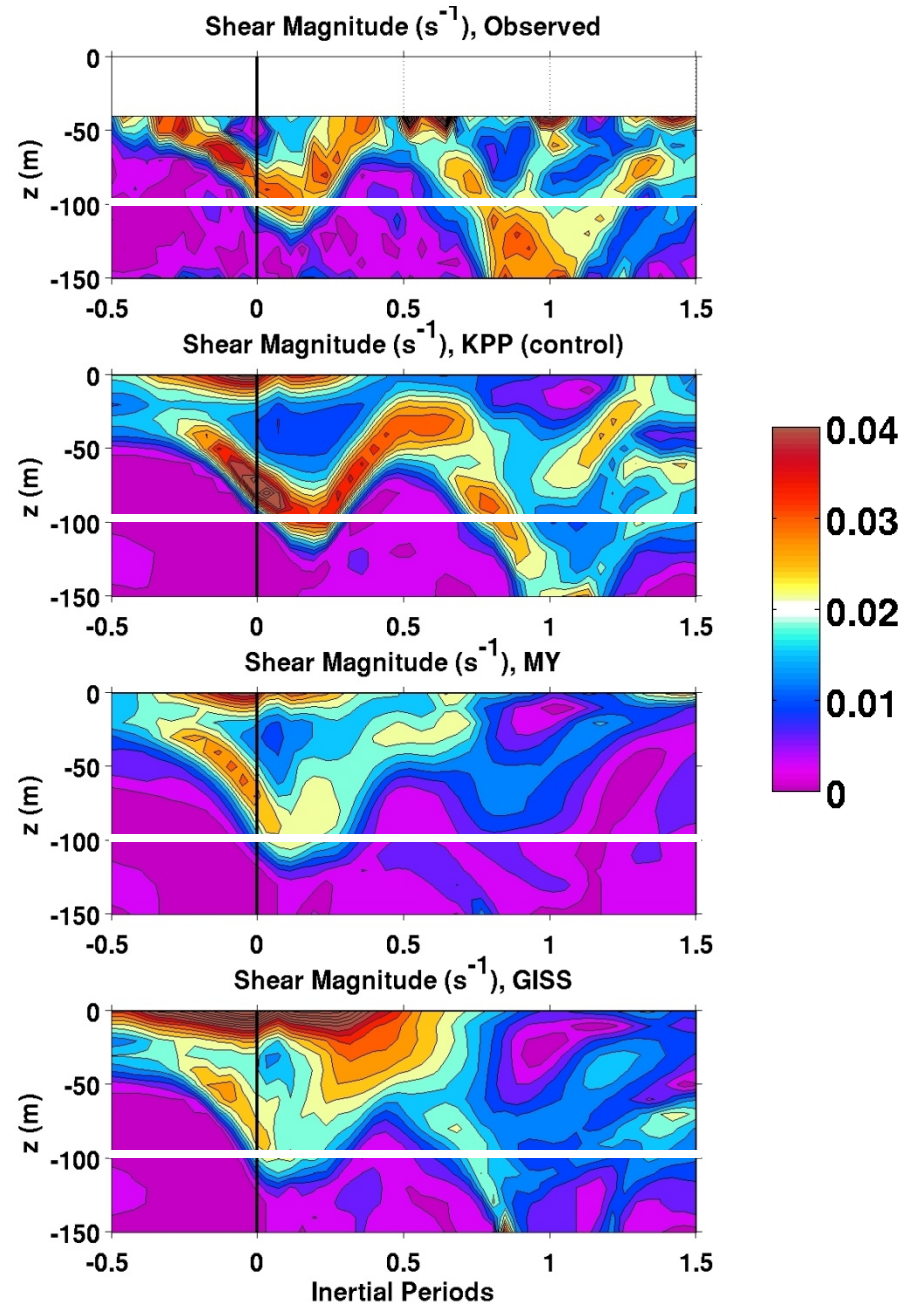 Shear Magnitude (s-1), Observed
0
-50
-100
-150
z (m)
-0.5 0 0.5 1 1.5
Shear Magnitude (s-1), KPP (control)
0
-50
-100
-150
z (m)
-0.5 0 0.5 1 1.5
Shear Magnitude (s-1), MY
0
-50
-100
-150
z (m)
-0.5 0 0.5 1 1.5
Shear Magnitude (s-1), GISS
0
-50
-100
-150
z (m)
-0.5 0 0.5 1 1.5
Inertial Periods
0.04
0.03
0.02
0.01
0